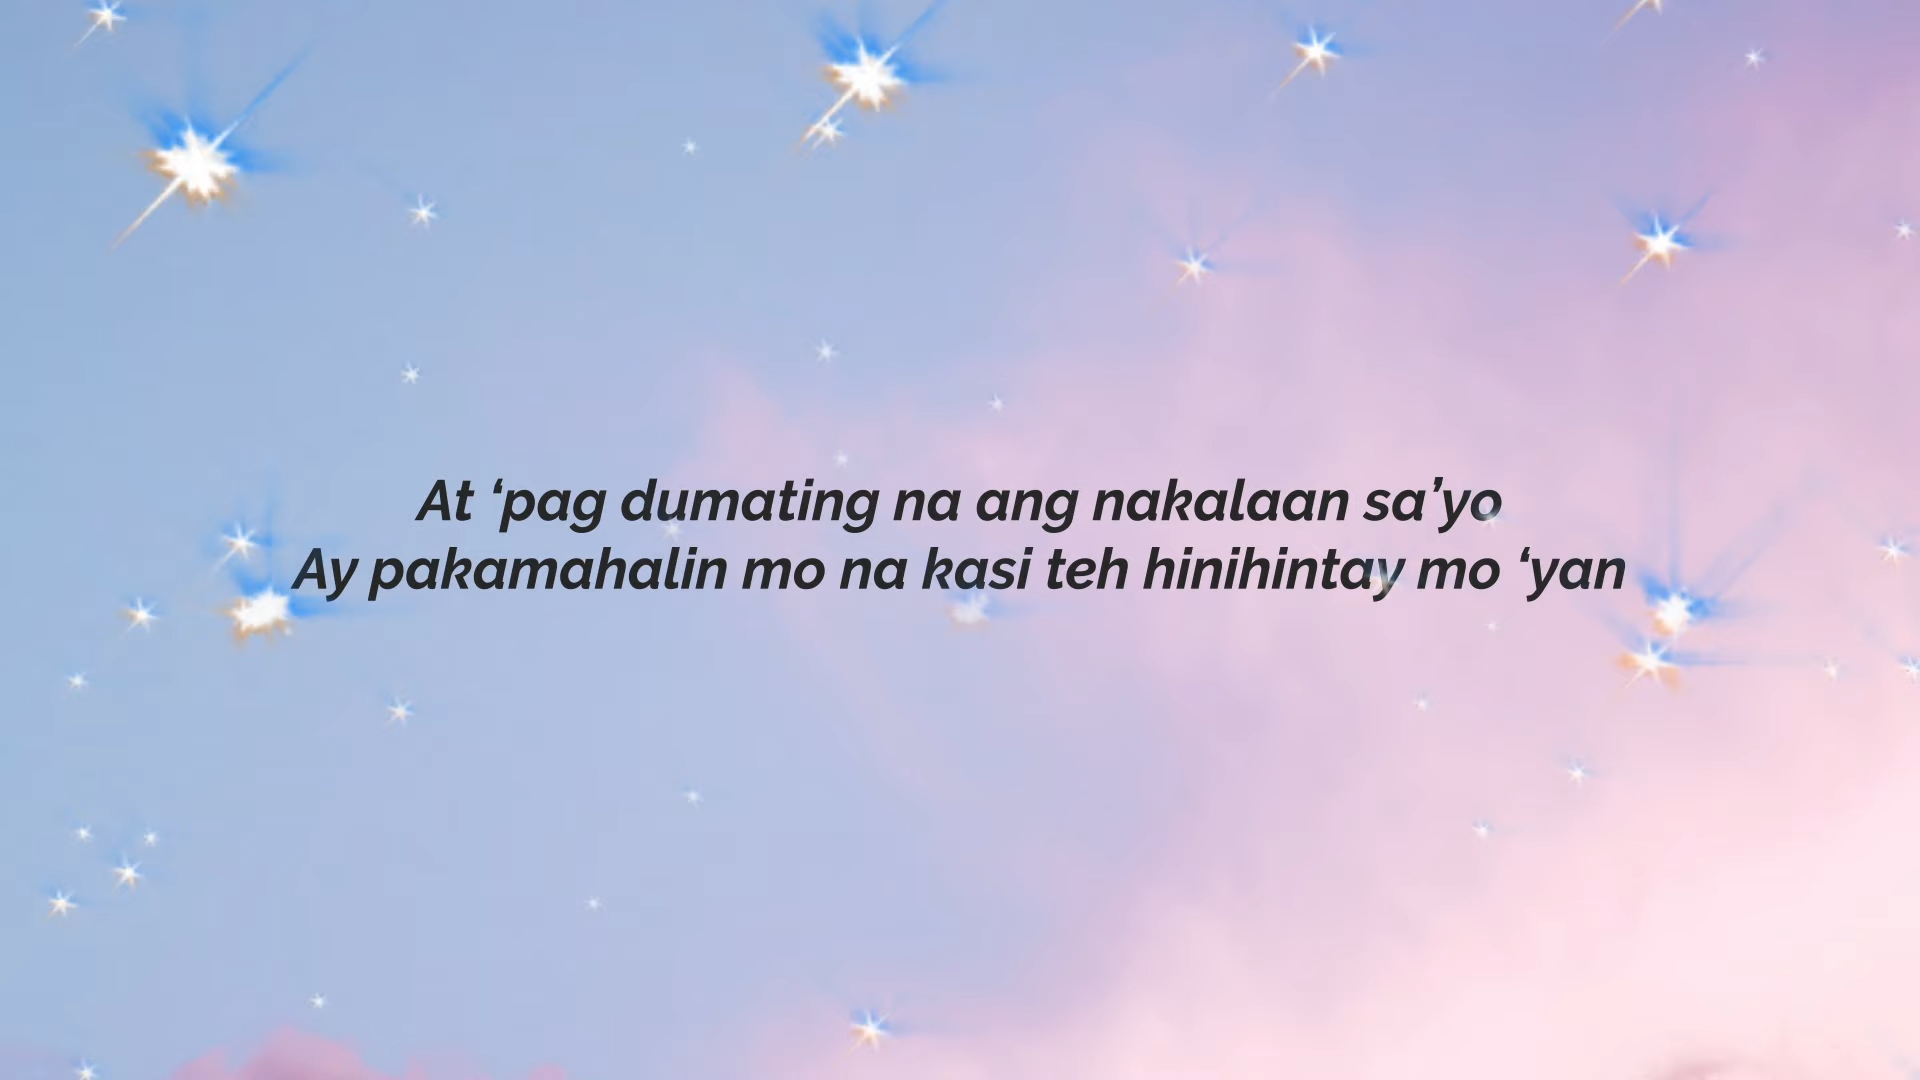 At ‘pag dumating na ang nakalaan sa’yo
Ay pakamahalin mo na kasi teh hinihintay mo ‘yan